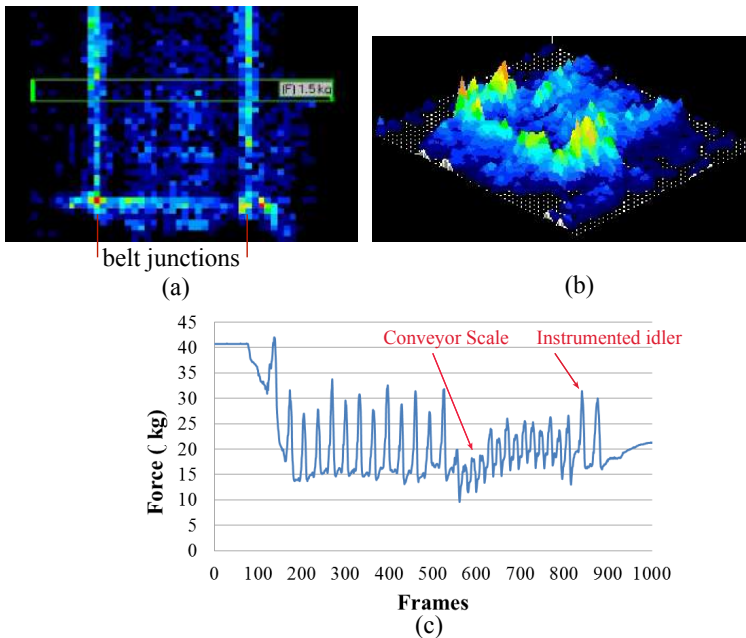 (F) 1.5 kg
belt junctions
(a)
(b)
45
40
35
30
25
20
15
10
5
0
Force ( kg)
Conveyor Scale
Instrumented idler
0 100 200 300 400 500 600 700 800 900 1000
Frames
(c)